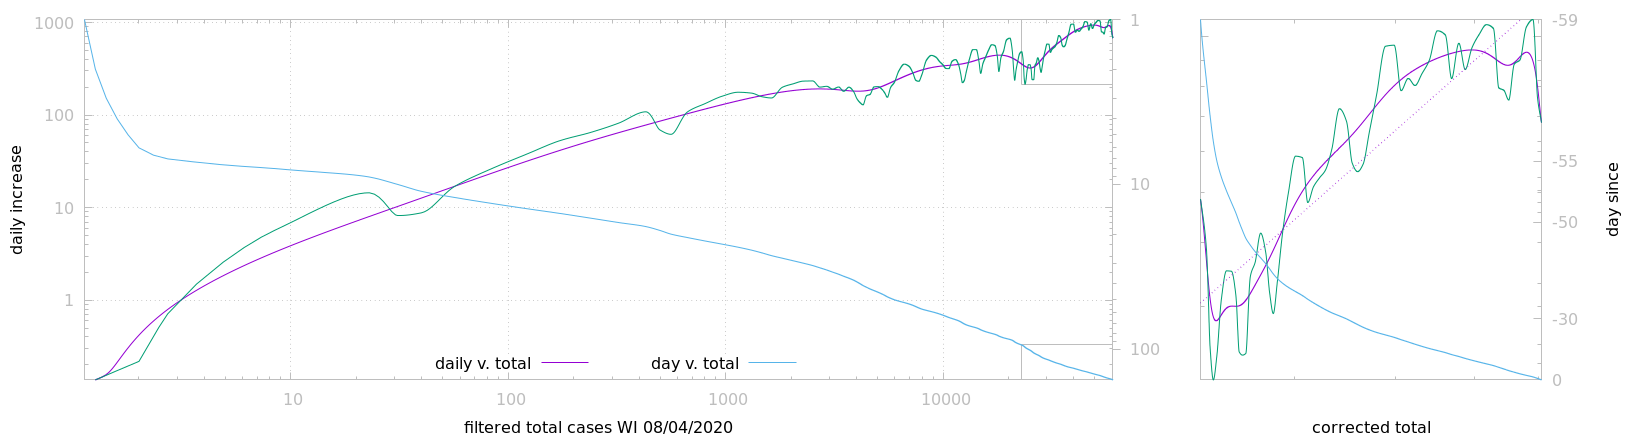 1000
100
10
1
daily increase
daily v. total
day v. total
10
100
1000
10000
filtered total cases WI 08/04/2020
1
10
100
-59
-55
-50
-30
0
day since
corrected total